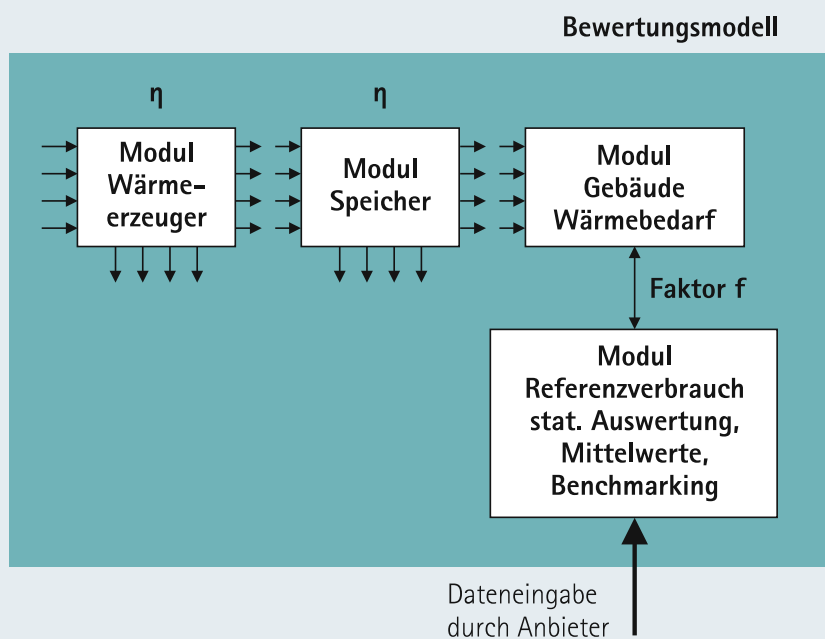 Bewertungsmodell
η
η
Modul
Wärme-
erzeuger
Modul
Speicher
Modul
Gebäude
Wärmebedarf
Faktor f
Modul
Referenzverbrauch
stat. Auswertung,
Mittelwerte,
Benchmarking
Dateneingabe
durch Anbieter